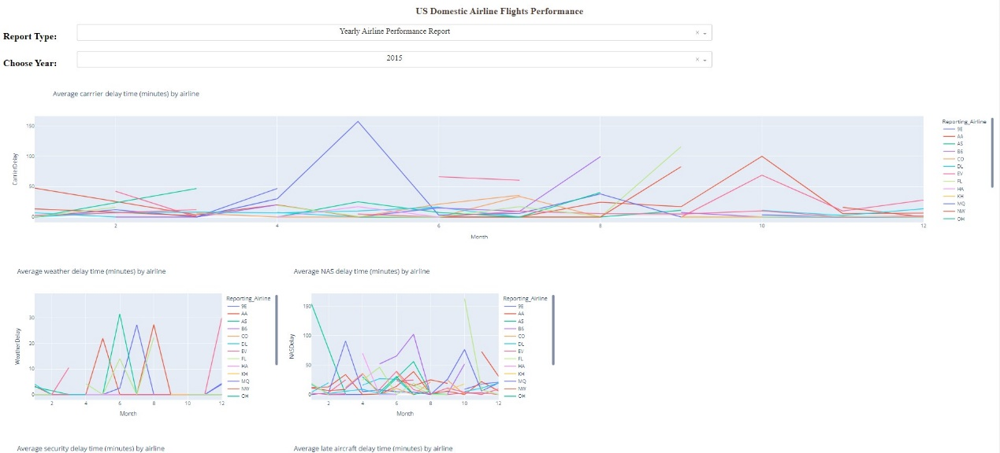 US Domestic Airline Flights Performance
Report Type:
Yearly Airline Performance Report
× ▾
Choose Year:
2015
× ▾
Average carrrier delay time (minutes) by airline
CarrierDelay
150
100
50
0
2
4
6
8
10
12
Month
Reporting_Airline
9E
AA
AS
B6
CO
DL
EV
FL
HA
KH
MQ
NW
OH
Average weather delay time (minutes) by airline
WeatherDelay
30
20
10
0
2
4
6
8
10
12
Month
Reporting_Airline
9E
AA
AS
B6
CO
DL
EV
FL
HA
KH
MQ
NW
OH
Average NAS delay time (minutes) by airline
NASDelay
150
100
50
0
2
4
6
8
10
12
Month
Reporting_Airline
9E
AA
AS
B6
CO
DL
EV
FL
HA
KH
MQ
NW
OH
Average security delay time (minutes) by airline
Average late aircraft delay time (minutes) by airline